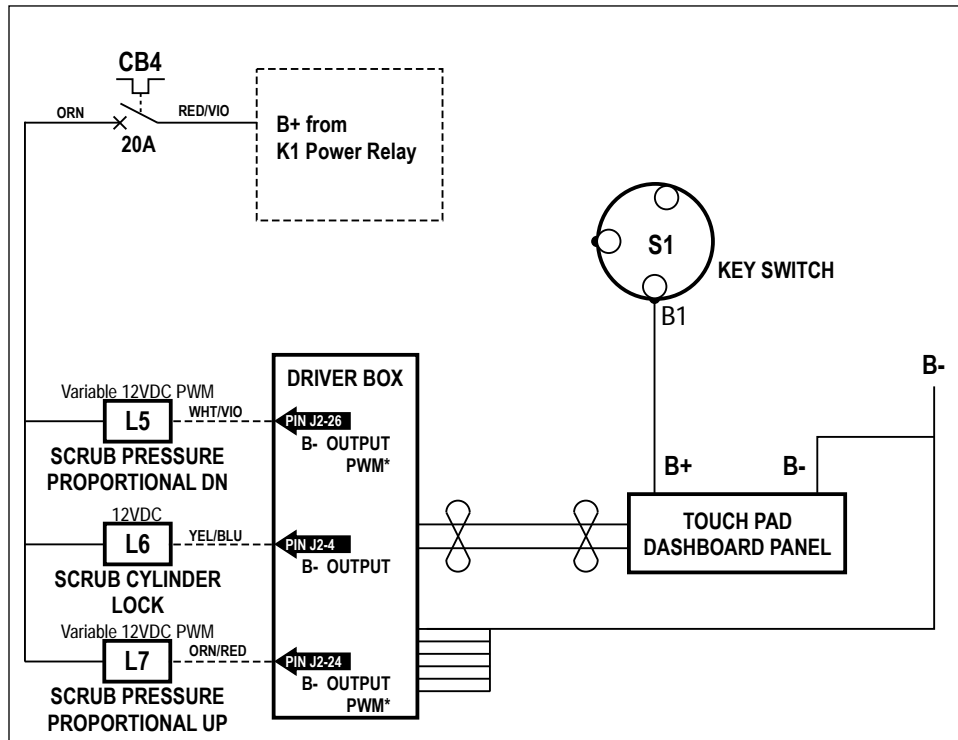 CB4
ORN
RED/VIO
20A
B+ from
K1 Power Relay
S1
KEY SWITCH
B1
B-
DRIVER BOX
Variable 12VDC PWM
L5
WHT/VIO
PIN J2-26
B- OUTPUT
PWM*
SCRUB PRESSURE
PROPORTIONAL DN
B+
B-
TOUCH PAD
DASHBOARD PANEL
12VDC
L6
YEL/BLU
PIN J2-4
B- OUTPUT
SCRUB CYLINDER
LOCK
Variable 12VDC PWM
L7
ORN/RED
PIN J2-24
B- OUTPUT
PWM*
SCRUB PRESSURE
PROPORTIONAL UP